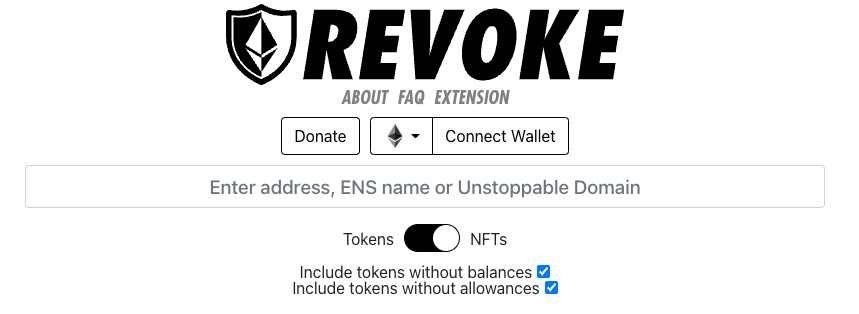 REVOKE
ABOUT FAQ EXTENSION
Donate Connect Wallet
Enter address, ENS name or Unstoppable Domain
Tokens NFTs
Include tokens without balances
Include tokens without allowances